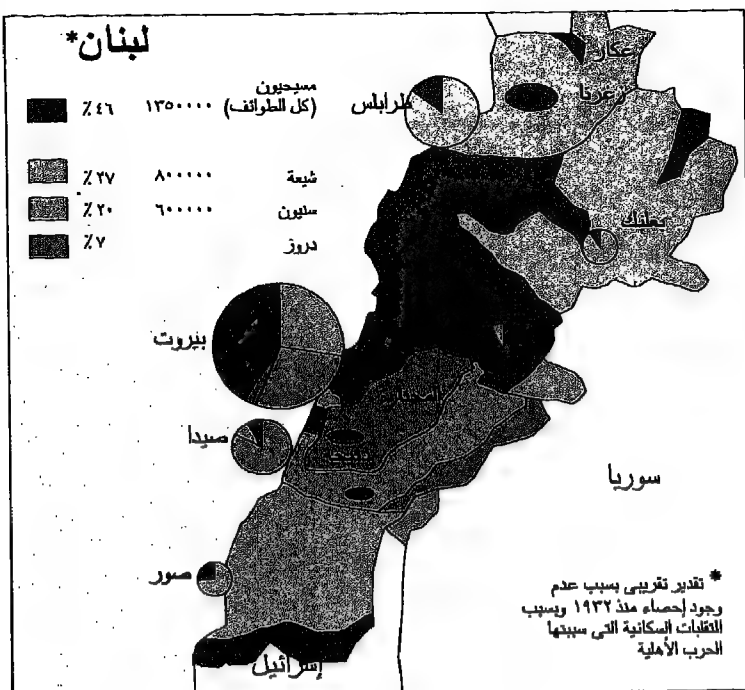 لبنان*
مسيحيون
(كل الطوائف) ١٣٥٠٠٠٠ ٤٦ ٪
شيعة ٨٠٠٠٠٠ ٢٧ ٪
سنيون ٦٠٠٠٠٠ ٢٠ ٪
دروز ٧ ٪
عكار
زغرتا
طرابلس
بعلبك
بيروت
صيدا
صور
سوريا
إسرائيل
* تقدير تقريبى بسبب عدم
وجود إحصاء منذ ١٩٣٢ وبسبب
التقلبات السكانية التي سببتها
الحرب الأهلية